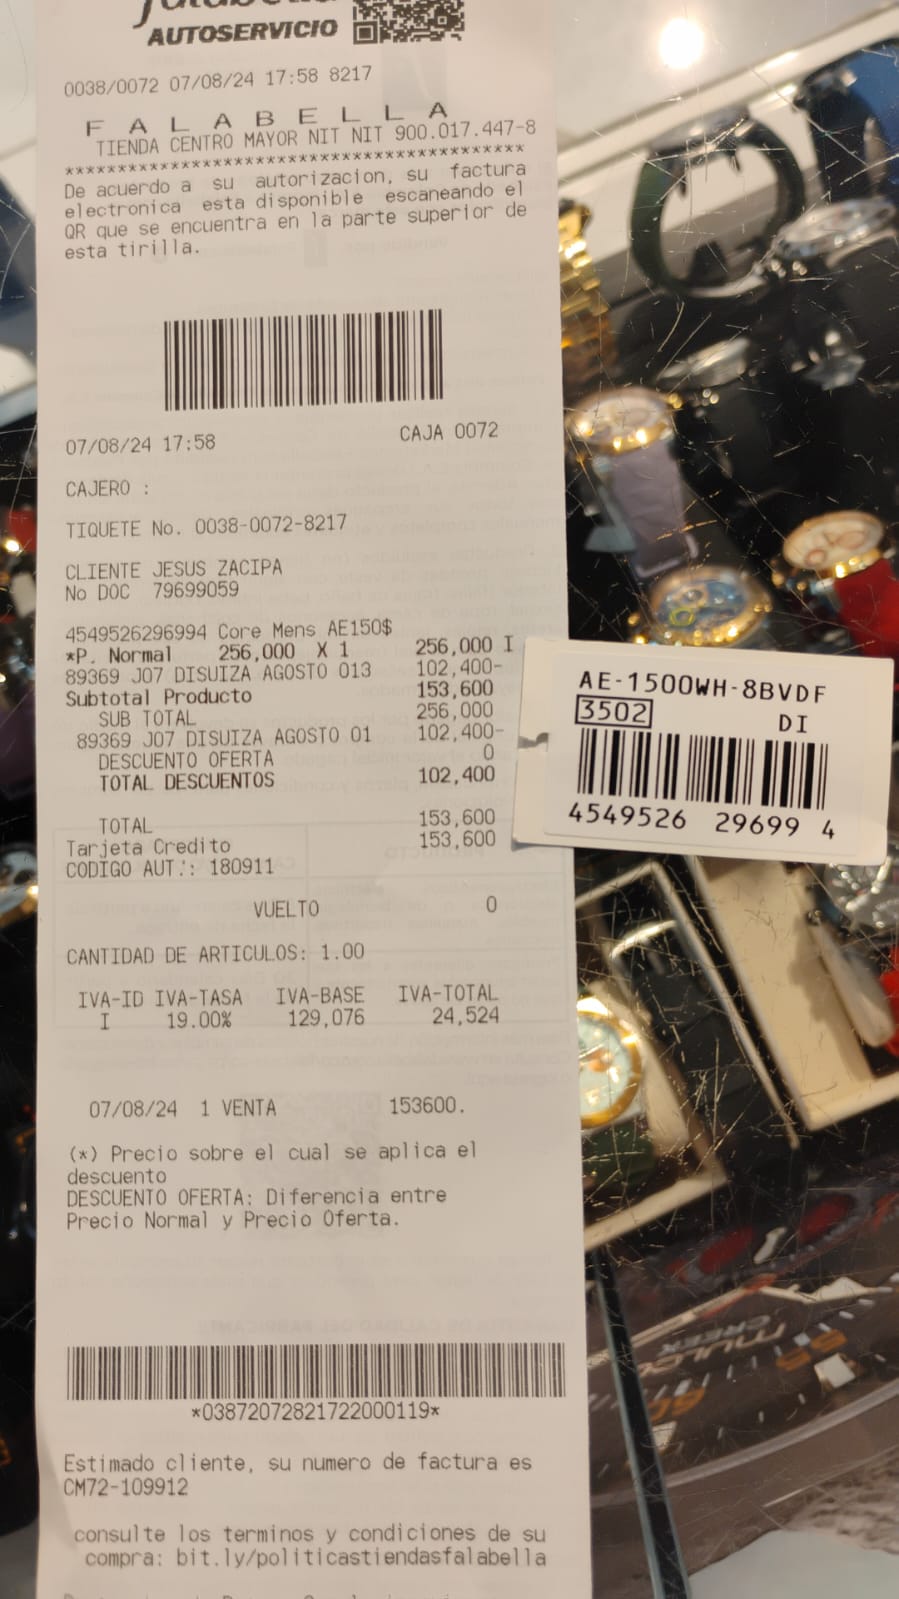 AUTOSERVICIO
0038/0072 07/08/24 17:58 8217
F A L A B E L L A
TIENDA CENTRO MAYOR NIT NIT 900.017.447-8
******************************************
De acuerdo a su autorizacion, su factura
electronica esta disponible escaneando el
QR que se encuentra en la parte superior de
esta tirilla.
07/08/24 17:58 CAJA 0072
CAJERO :
TIQUETE No. 0038-0072-8217
CLIENTE JESUS ZACIPA
No DOC 79699059
4549526296994 Core Mens AE150$
*P. Normal 256,000 X 1 256,000 I
89369 J07 DISUIZA AGOSTO 013 102,400-
Subtotal Producto 153,600
SUB TOTAL 256,000
89369 J07 DISUIZA AGOSTO 01 102,400-
DESCUENTO OFERTA 0
TOTAL DESCUENTOS 102,400
TOTAL 153,600
Tarjeta Credito 153,600
CODIGO AUT.: 180911
VUELTO 0
CANTIDAD DE ARTICULOS: 1.00
IVA-ID IVA-TASA IVA-BASE IVA-TOTAL
I 19.00% 129,076 24,524
07/08/24 1 VENTA 153600.
(*) Precio sobre el cual se aplica el
descuento
DESCUENTO OFERTA: Diferencia entre
Precio Normal y Precio Oferta.
*03872072821722000119*
Estimado cliente, su numero de factura es
CM72-109912
consulte los terminos y condiciones de su
compra: bit.ly/politicastiendasfalabella
AE-1500WH-8BVDF
3502 DI
4549526 29699 4
MULCO